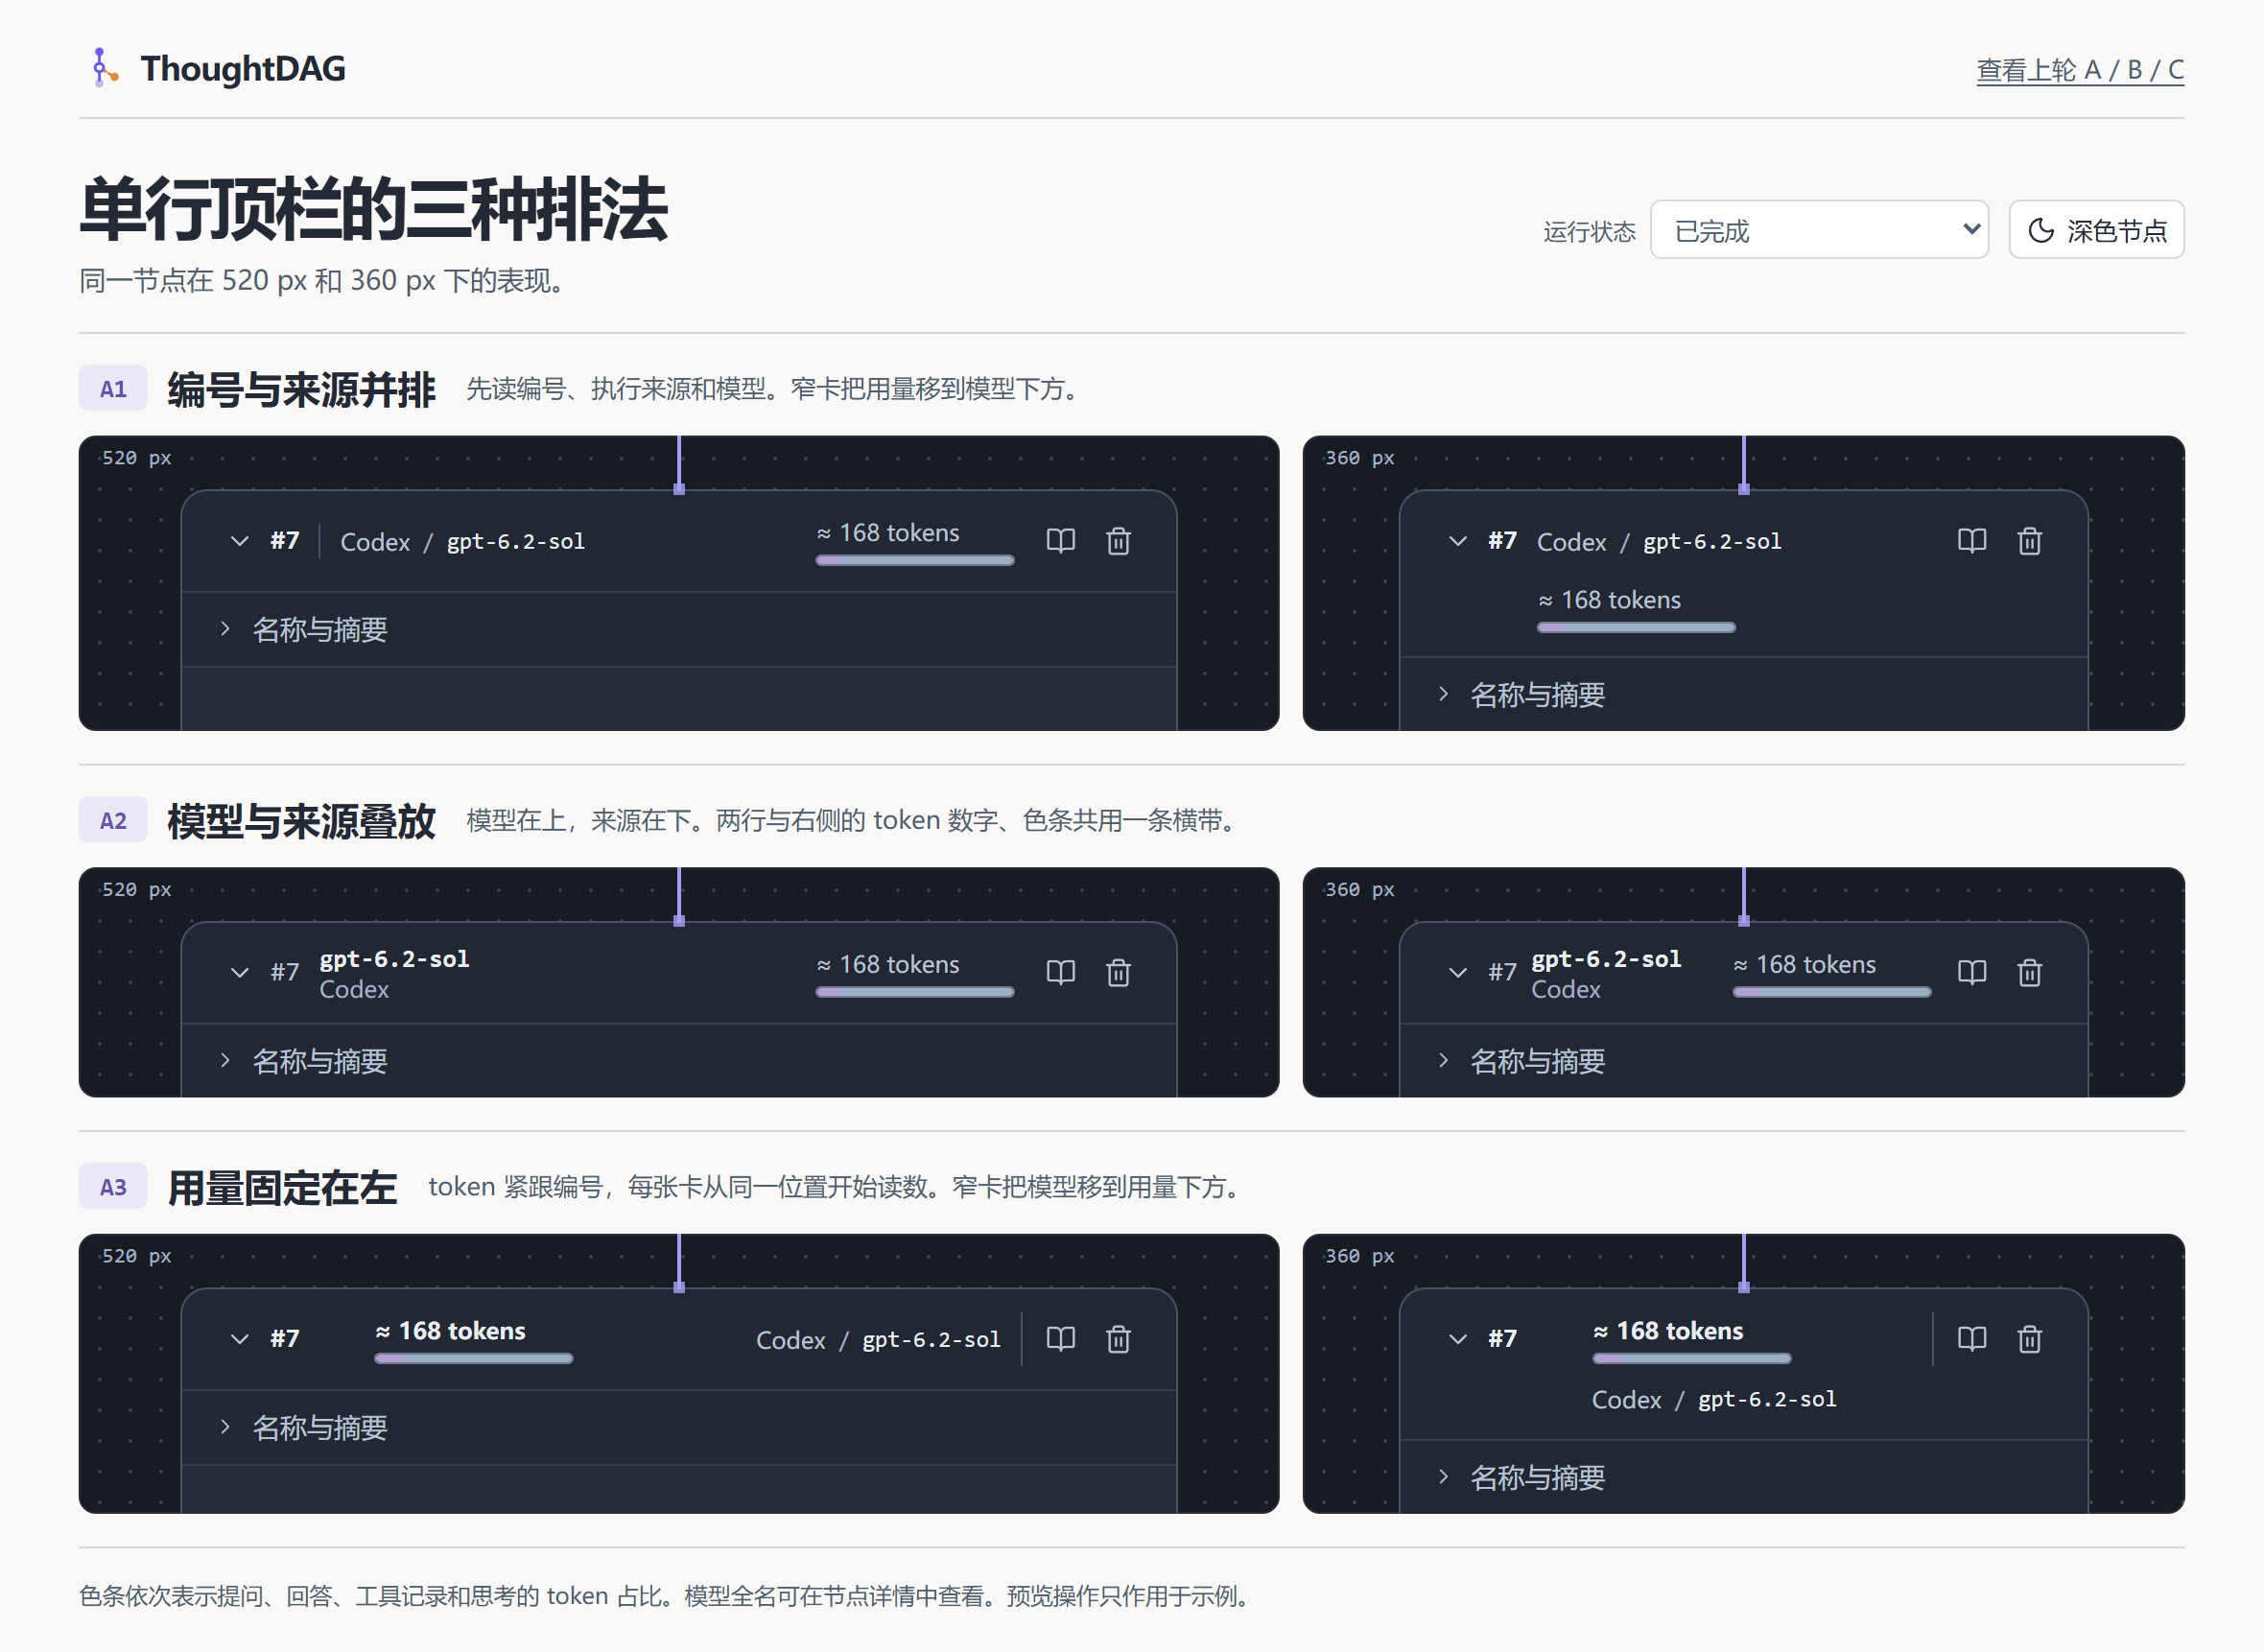 ThoughtDAG
查看上轮 A / B / C
单行顶栏的三种排法
同一节点在 520 px 和 360 px 下的表现。
运行状态
已完成
深色节点
A1 编号与来源并排 先读编号、执行来源和模型。窄卡把用量移到模型下方。
520 px
#7 Codex / gpt-6.2-sol ≈ 168 tokens
名称与摘要
360 px
#7 Codex / gpt-6.2-sol
≈ 168 tokens
名称与摘要
A2 模型与来源叠放 模型在上，来源在下。两行与右侧的 token 数字、色条共用一条横带。
520 px
#7 gpt-6.2-sol ≈ 168 tokens
Codex
名称与摘要
360 px
#7 gpt-6.2-sol ≈ 168 tokens
Codex
名称与摘要
A3 用量固定在左 token 紧跟编号，每张卡从同一位置开始读数。窄卡把模型移到用量下方。
520 px
#7 ≈ 168 tokens Codex / gpt-6.2-sol
名称与摘要
360 px
#7 ≈ 168 tokens
Codex / gpt-6.2-sol
名称与摘要
色条依次表示提问、回答、工具记录和思考的 token 占比。模型全名可在节点详情中查看。预览操作只作用于示例。